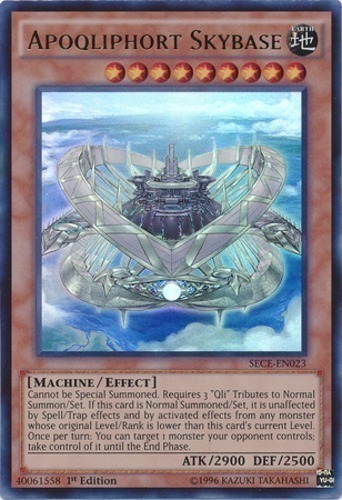 APOQLIPHORT SKYBASE
EARTH
地
SECE-EN023
[MACHINE/EFFECT]
Cannot be Special Summoned. Requires 3 "Qli" Tributes to Normal
Summon/Set. If this card is Normal Summoned/Set, it is unaffected
by Spell/Trap effects and by activated effects from any monster
whose original Level/Rank is lower than this card's current Level.
Once per turn: You can target 1 monster your opponent controls;
take control of it until the End Phase.
ATK/2900 DEF/2500
40061558 1st Edition ©1996 KAZUKI TAKAHASHI